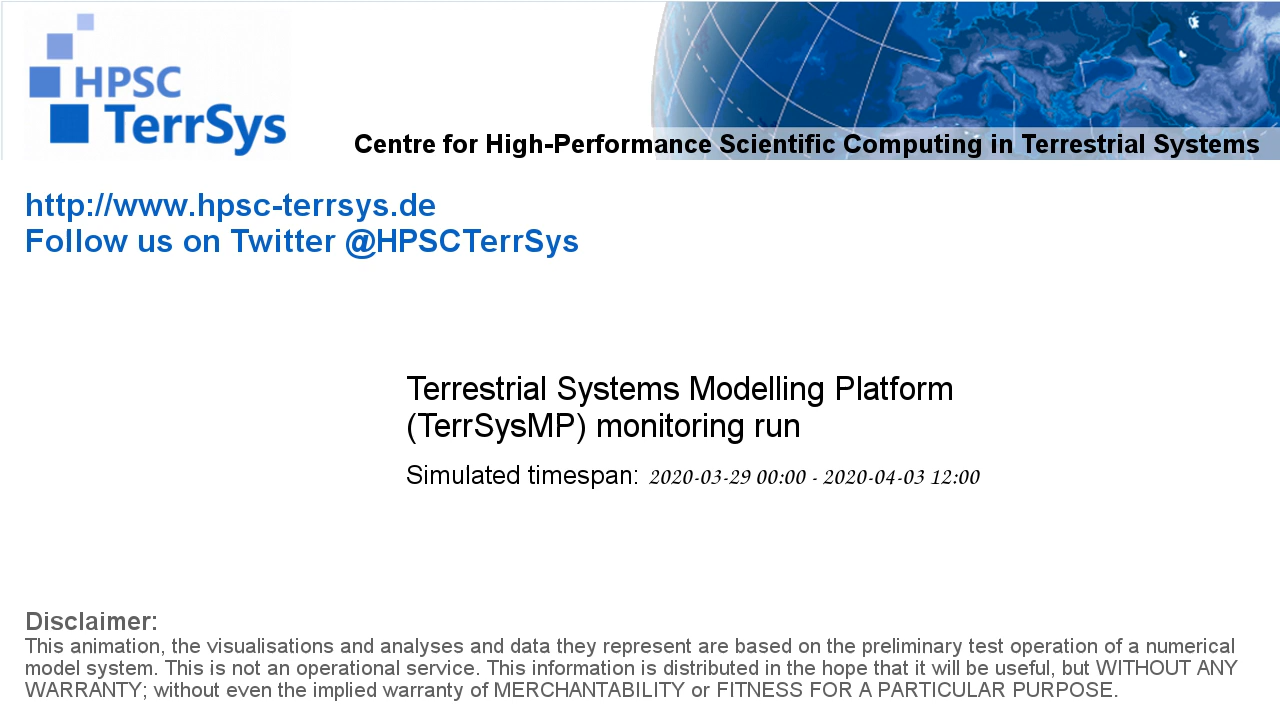 HPSC
TerrSys
Centre for High-Performance Scientific Computing in Terrestrial Systems
http://www.hpsc-terrsys.de
Follow us on Twitter @HPSCTerrSys
Terrestrial Systems Modelling Platform
(TerrSysMP) monitoring run
Simulated timespan: 2020-03-29 00:00 - 2020-04-03 12:00
Disclaimer:
This animation, the visualisations and analyses and data they represent are based on the preliminary test operation of a numerical
model system. This is not an operational service. This information is distributed in the hope that it will be useful, but WITHOUT ANY
WARRANTY; without even the implied warranty of MERCHANTABILITY or FITNESS FOR A PARTICULAR PURPOSE.